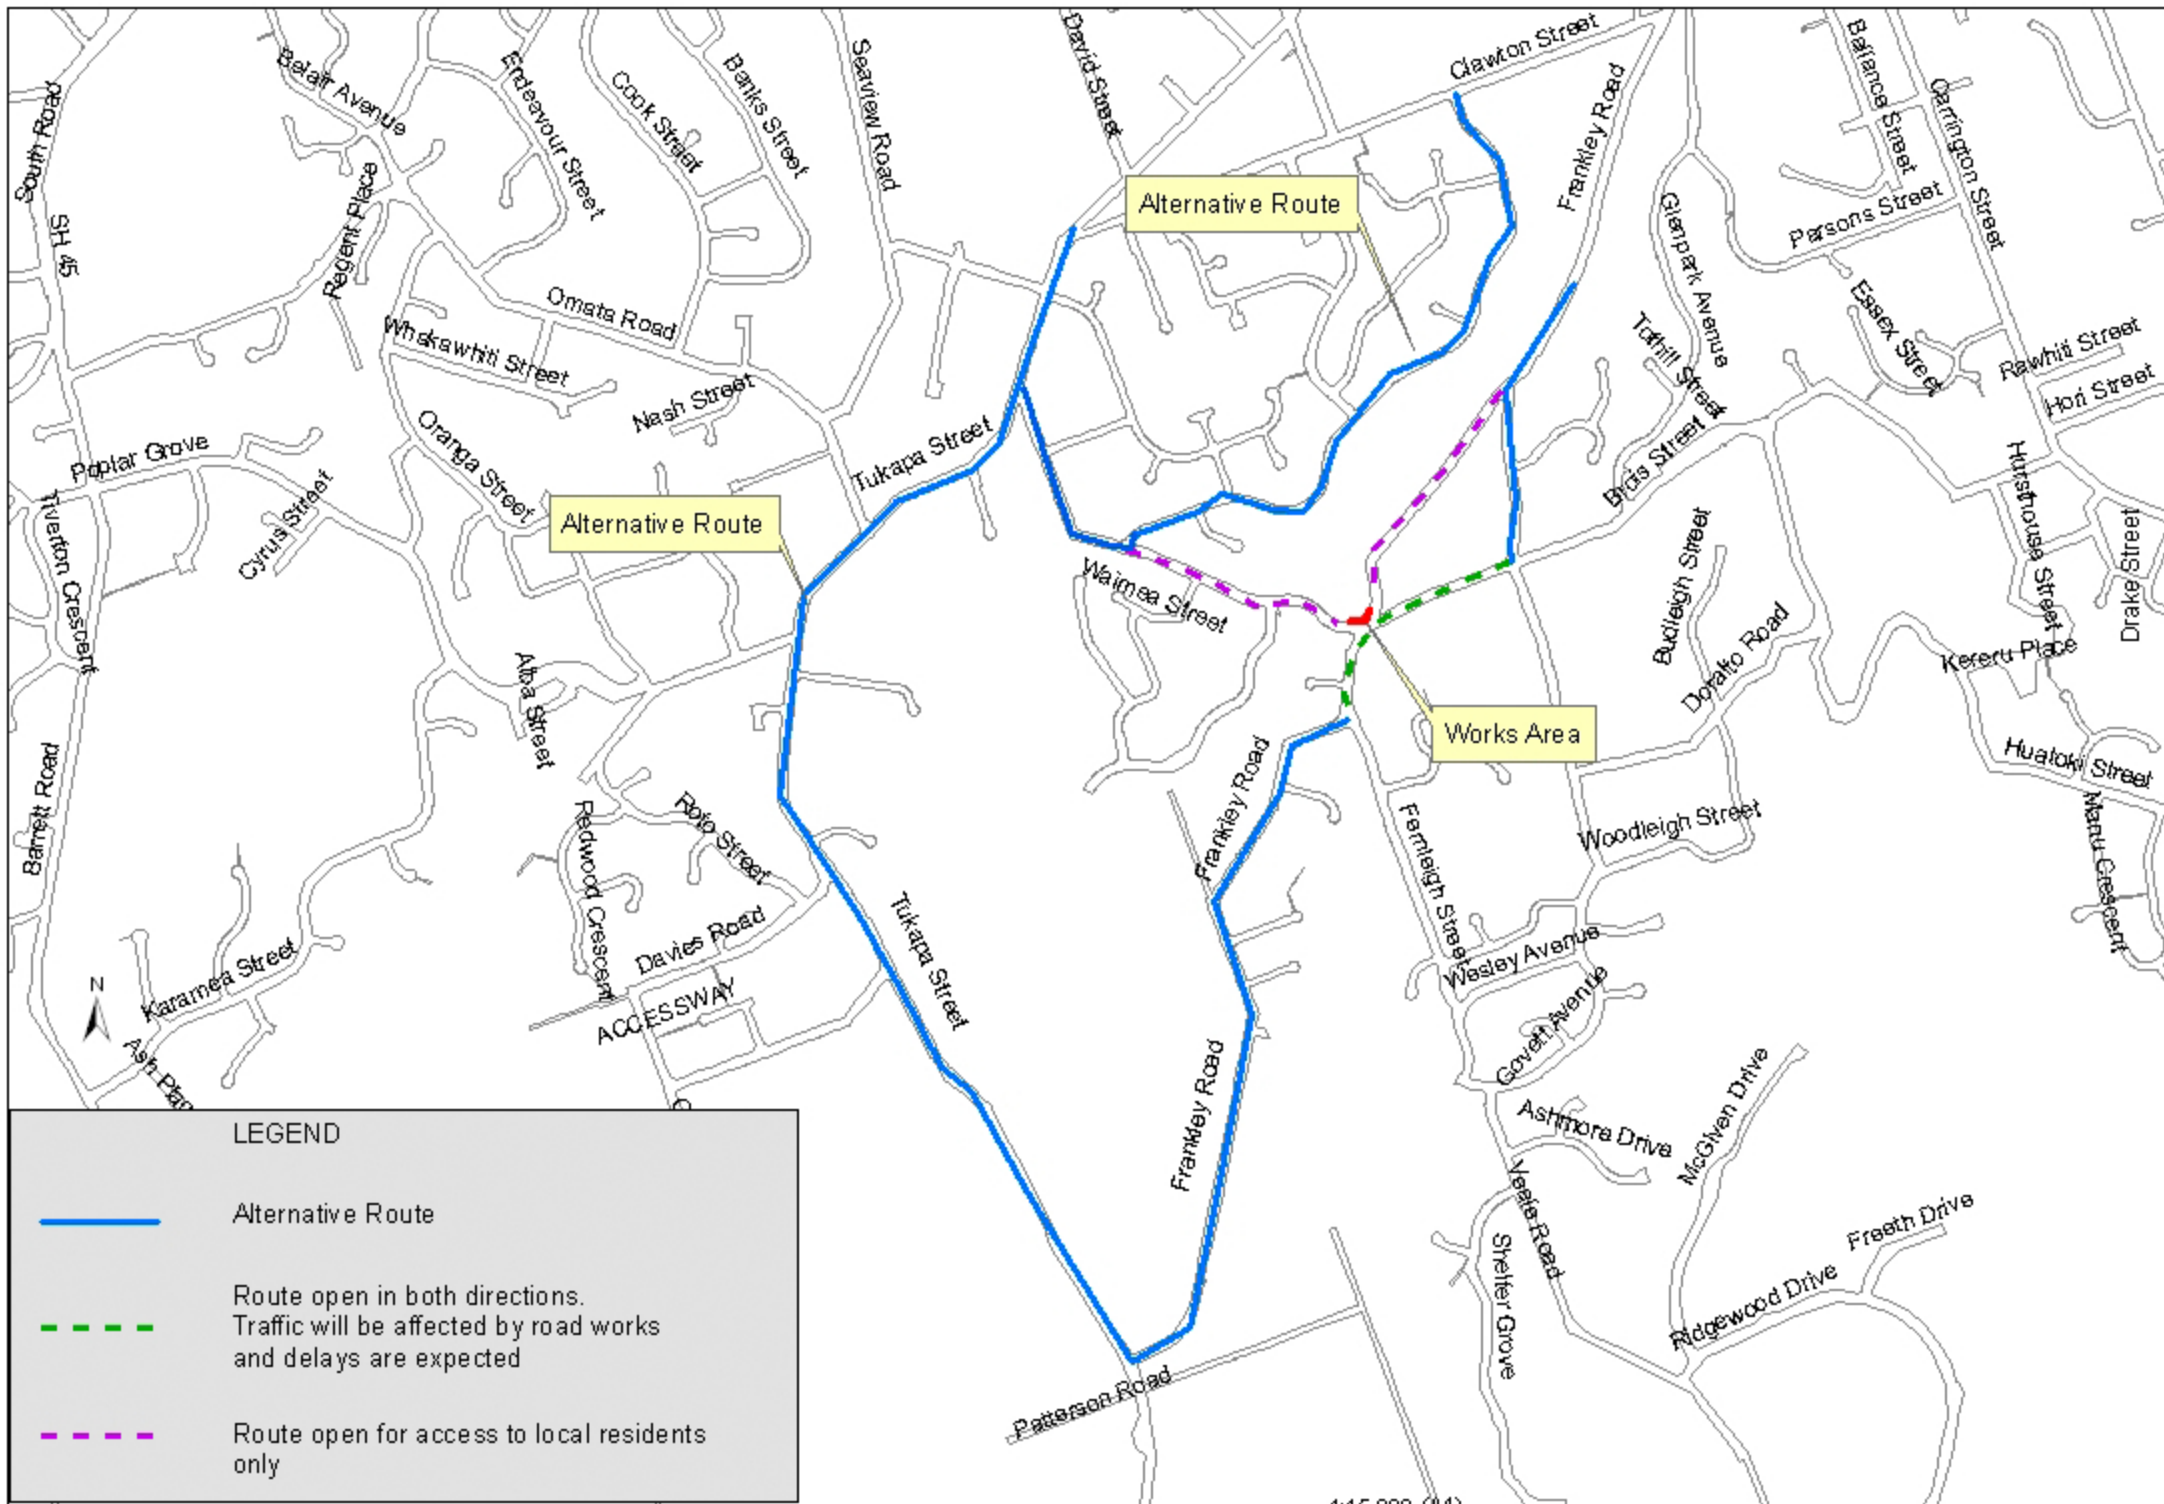 Clawton Street
David Street
Ballance Street
Belair Avenue
Endeavour Street
Cook Street
Banks Street
Seaview Road
Frankley Road
Carrington Street
South Road
Alternative Route
Regent Place
Glenpark Avenue
Parsons Street
SH 45
Omata Road
Essex Street
Whakawhiti Street
Tothill Street
Rawhiti Street
Nash Street
Hori Street
Oranga Street
Tukapa Street
Poplar Grove
Brois Street
Hursthouse Street
Cyrus Street
Alternative Route
Tiverton Crescent
Drake Street
Budleigh Street
Waimea Street
Doralto Road
Kereru Place
Alba Street
Works Area
Frankley Road
Huatoki Street
Barrett Road
Roto Street
Redwood Crescent
Fernleigh Street
Woodleigh Street
Manu Crescent
Tukapa Street
Davies Road
Karamea Street
Wesley Avenue
N
ACCESSWAY
Govett Avenue
Ash Plac
Frankley Road
McGiven Drive
Ashmore Drive
Veale Road
Freeth Drive
Shelter Grove
Ridgewood Drive
Patterson Road
LEGEND
Alternative Route
Route open in both directions.
Traffic will be affected by road works
and delays are expected
Route open for access to local residents
only